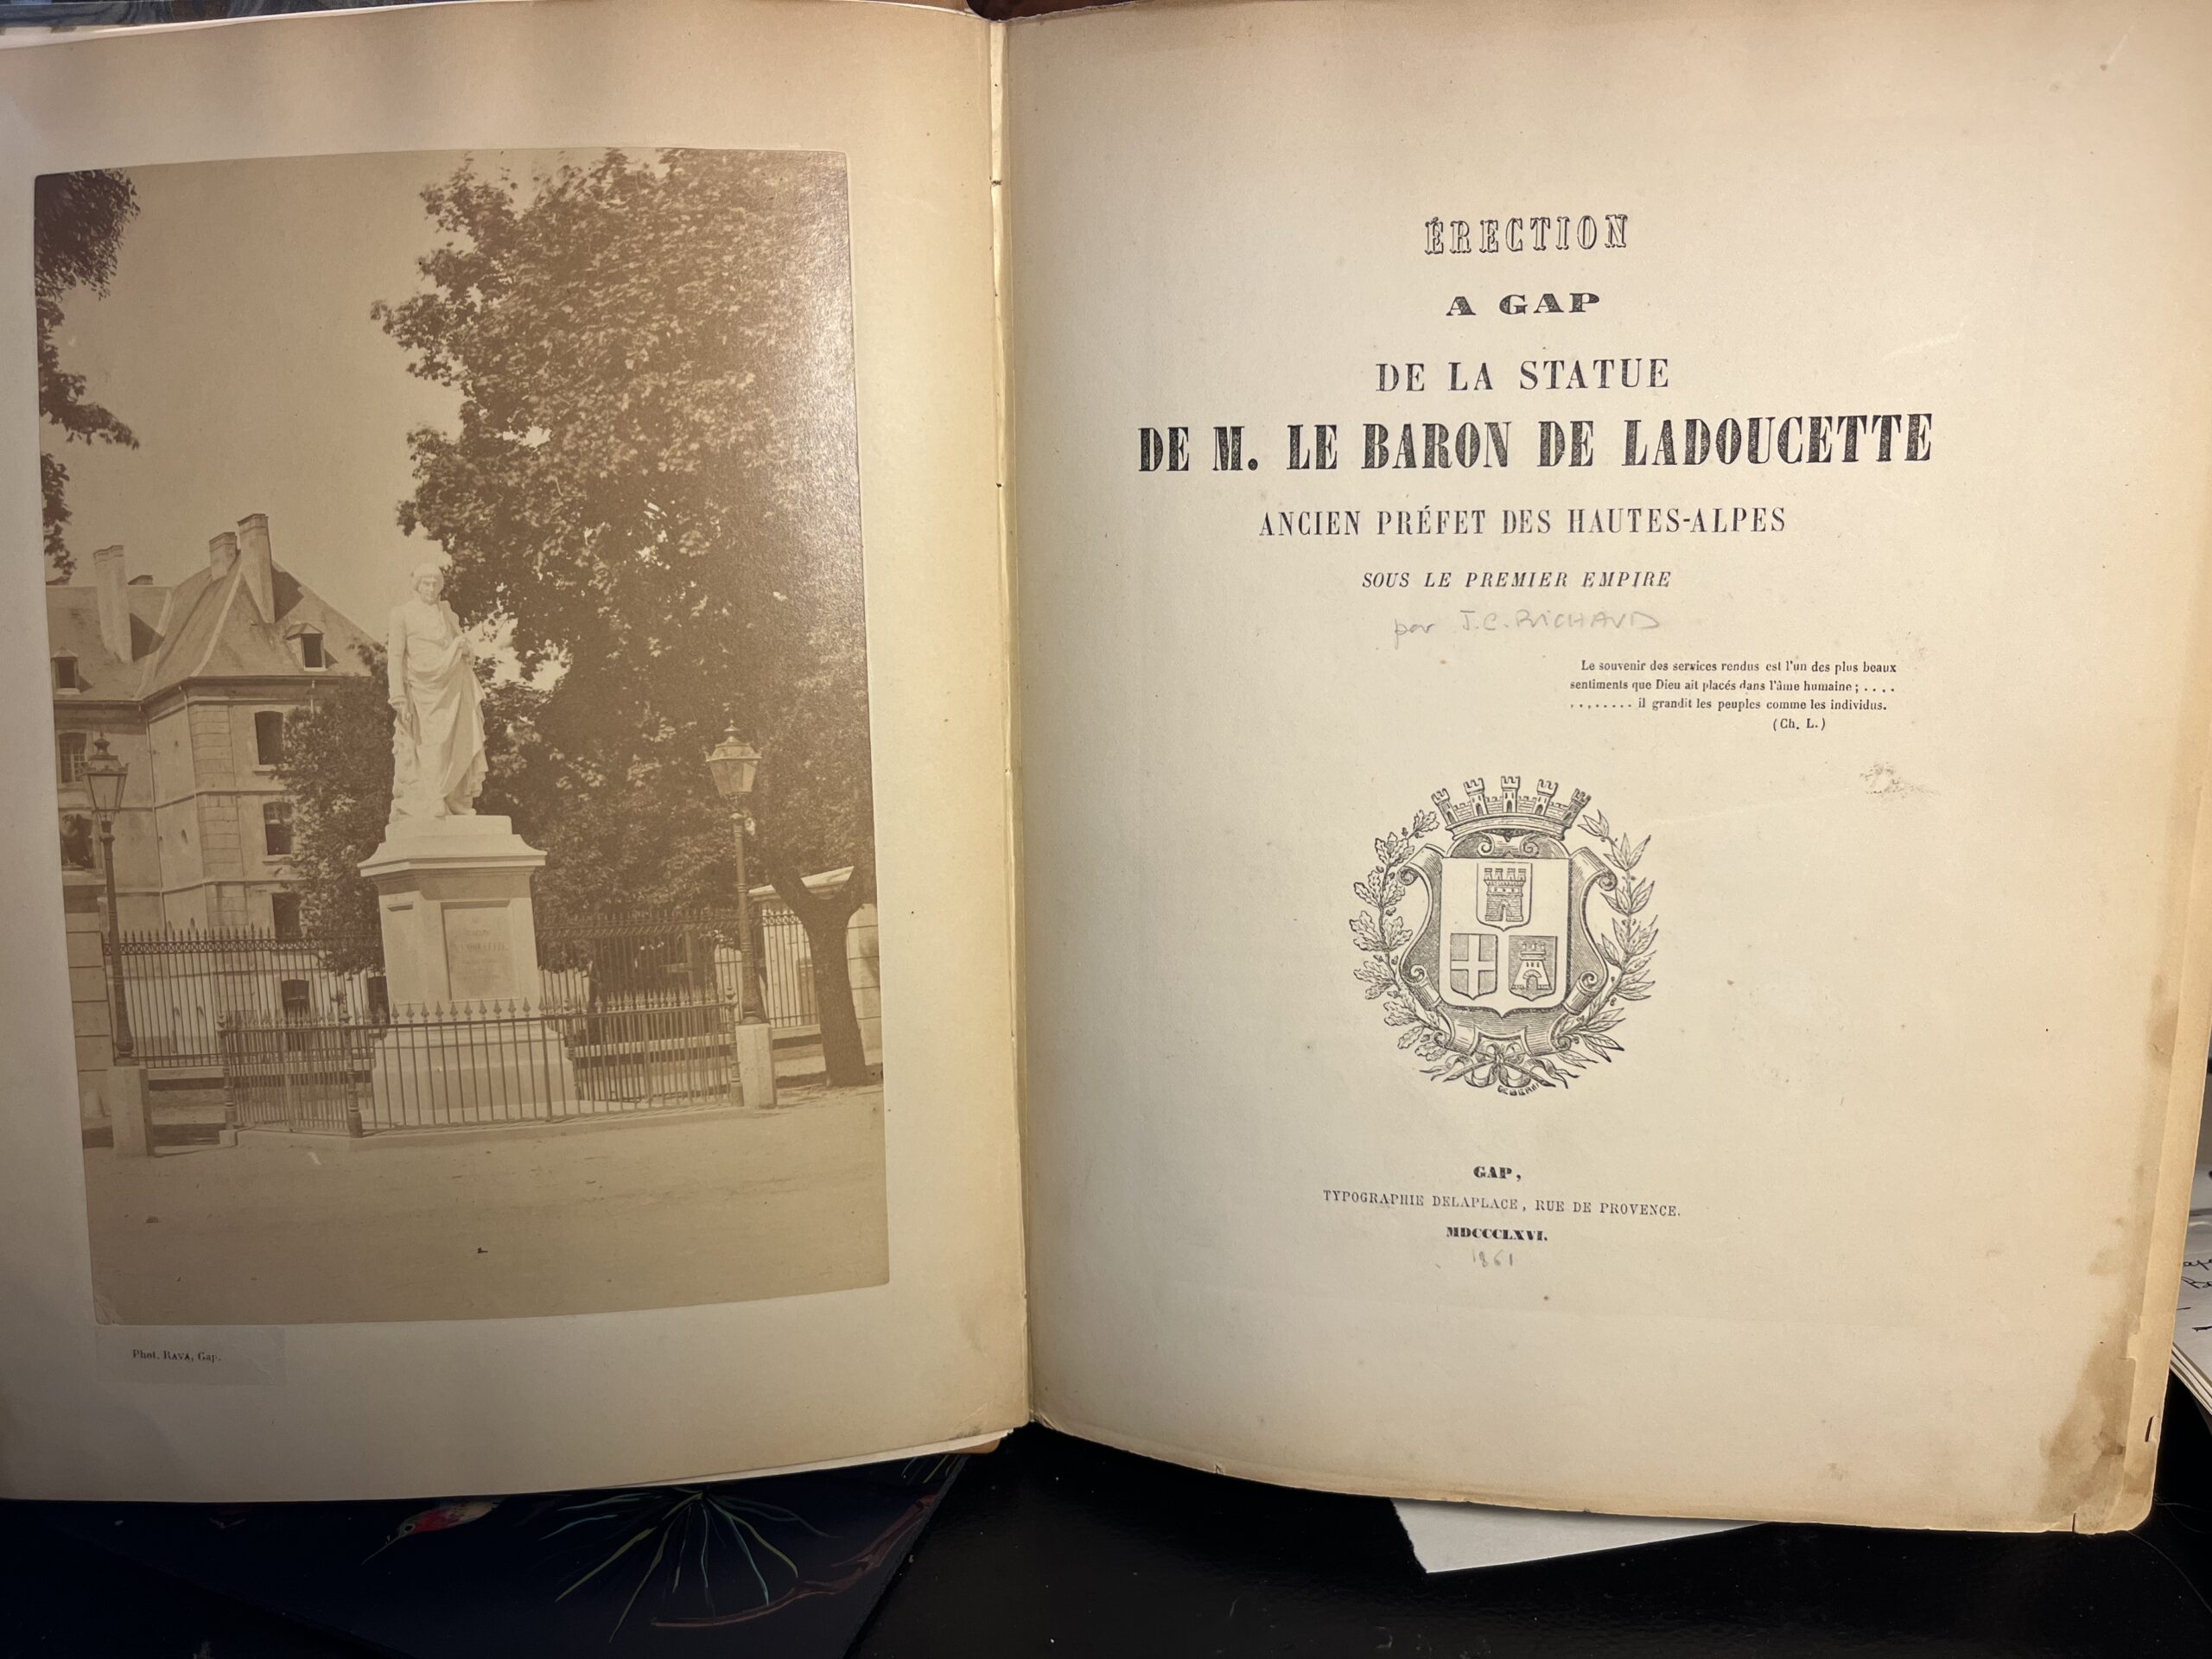 Phot. RAVA, Gap.
ÉRECTION
A GAP
DE LA STATUE
DE M. LE BARON DE LADOUCETTE
ANCIEN PRÉFET DES HAUTES-ALPES
SOUS LE PREMIER EMPIRE
par J.C. RICHAUD
Le souvenir des services rendus est l'un des plus beaux
sentiments que Dieu ait placés dans l'âme humaine ; . . . .
. . , . . . . . il grandit les peuples comme les individus.
(Ch. L.)
GAP,
TYPOGRAPHIE DELAPLACE, RUE DE PROVENCE.
MDCCCLXVI.
1861